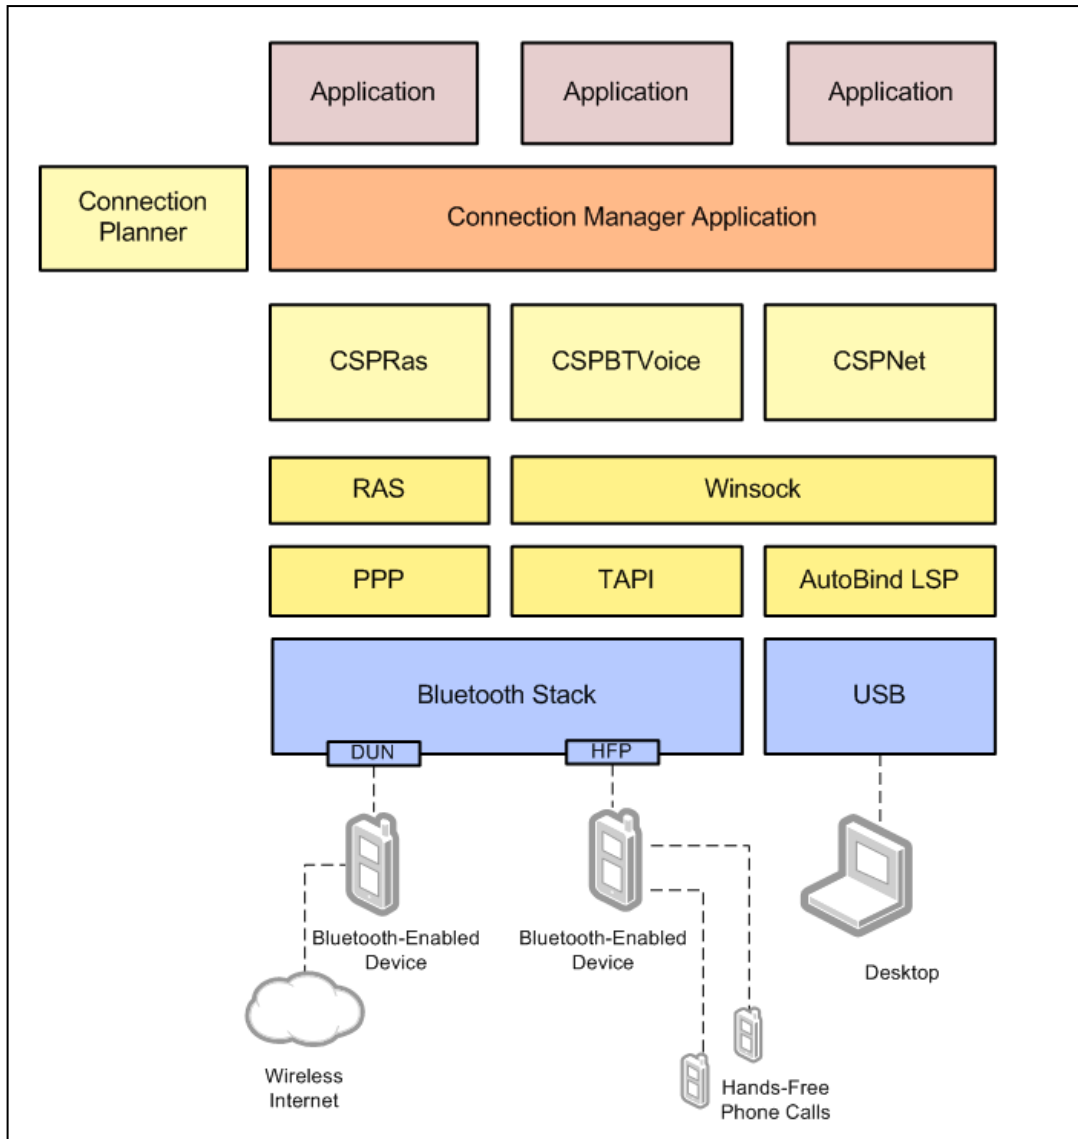 Application
Application
Application
Connection
Planner
Connection Manager Application
CSPRas
CSPBTVoice
CSPNet
RAS
Winsock
PPP
TAPI
AutoBind LSP
Bluetooth Stack
USB
DUN
HFP
Bluetooth-Enabled
Device
Bluetooth-Enabled
Device
Desktop
Wireless
Internet
Hands-Free
Phone Calls